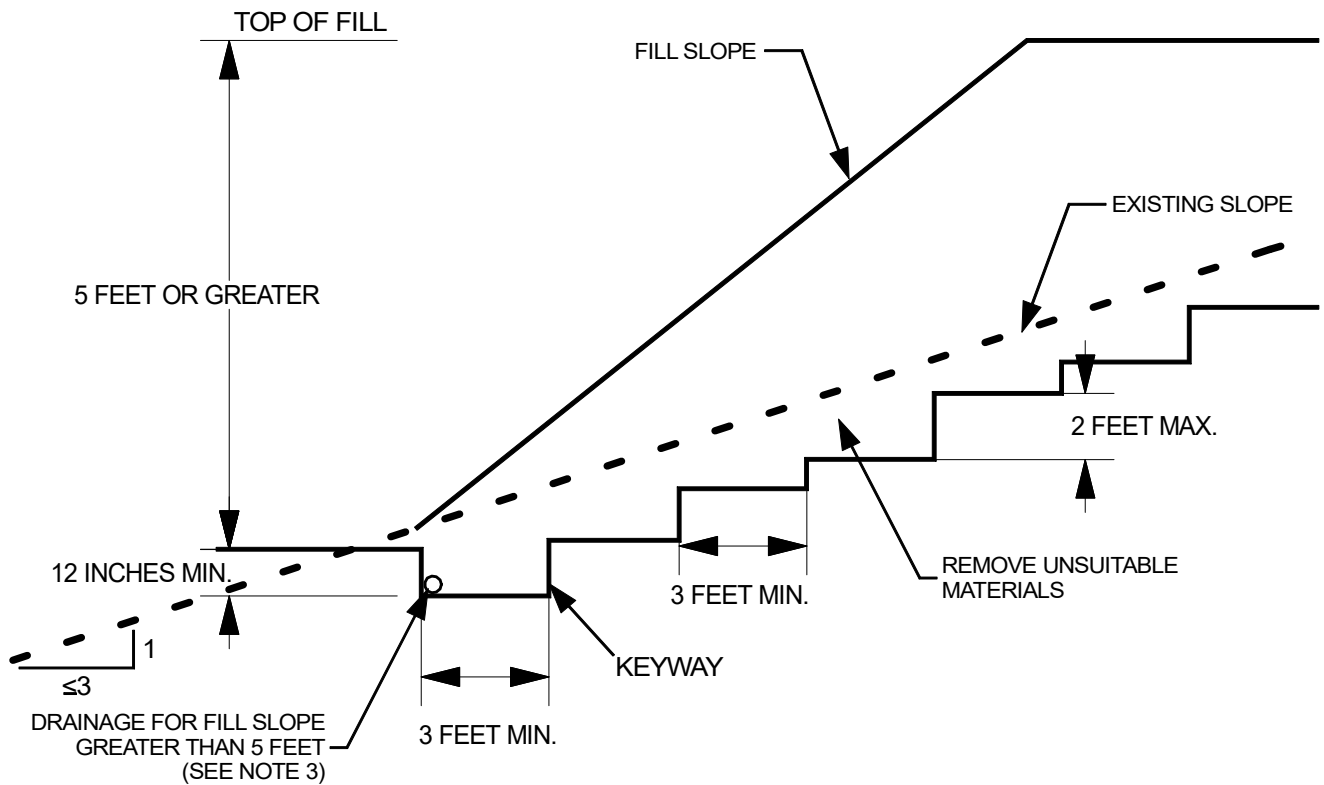 TOP OF FILL
FILL SLOPE
EXISTING SLOPE
5 FEET OR GREATER
2 FEET MAX.
12 INCHES MIN.
3 FEET MIN.
REMOVE UNSUITABLE
MATERIALS
1
≤3
KEYWAY
DRAINAGE FOR FILL SLOPE
GREATER THAN 5 FEET
(SEE NOTE 3)
3 FEET MIN.